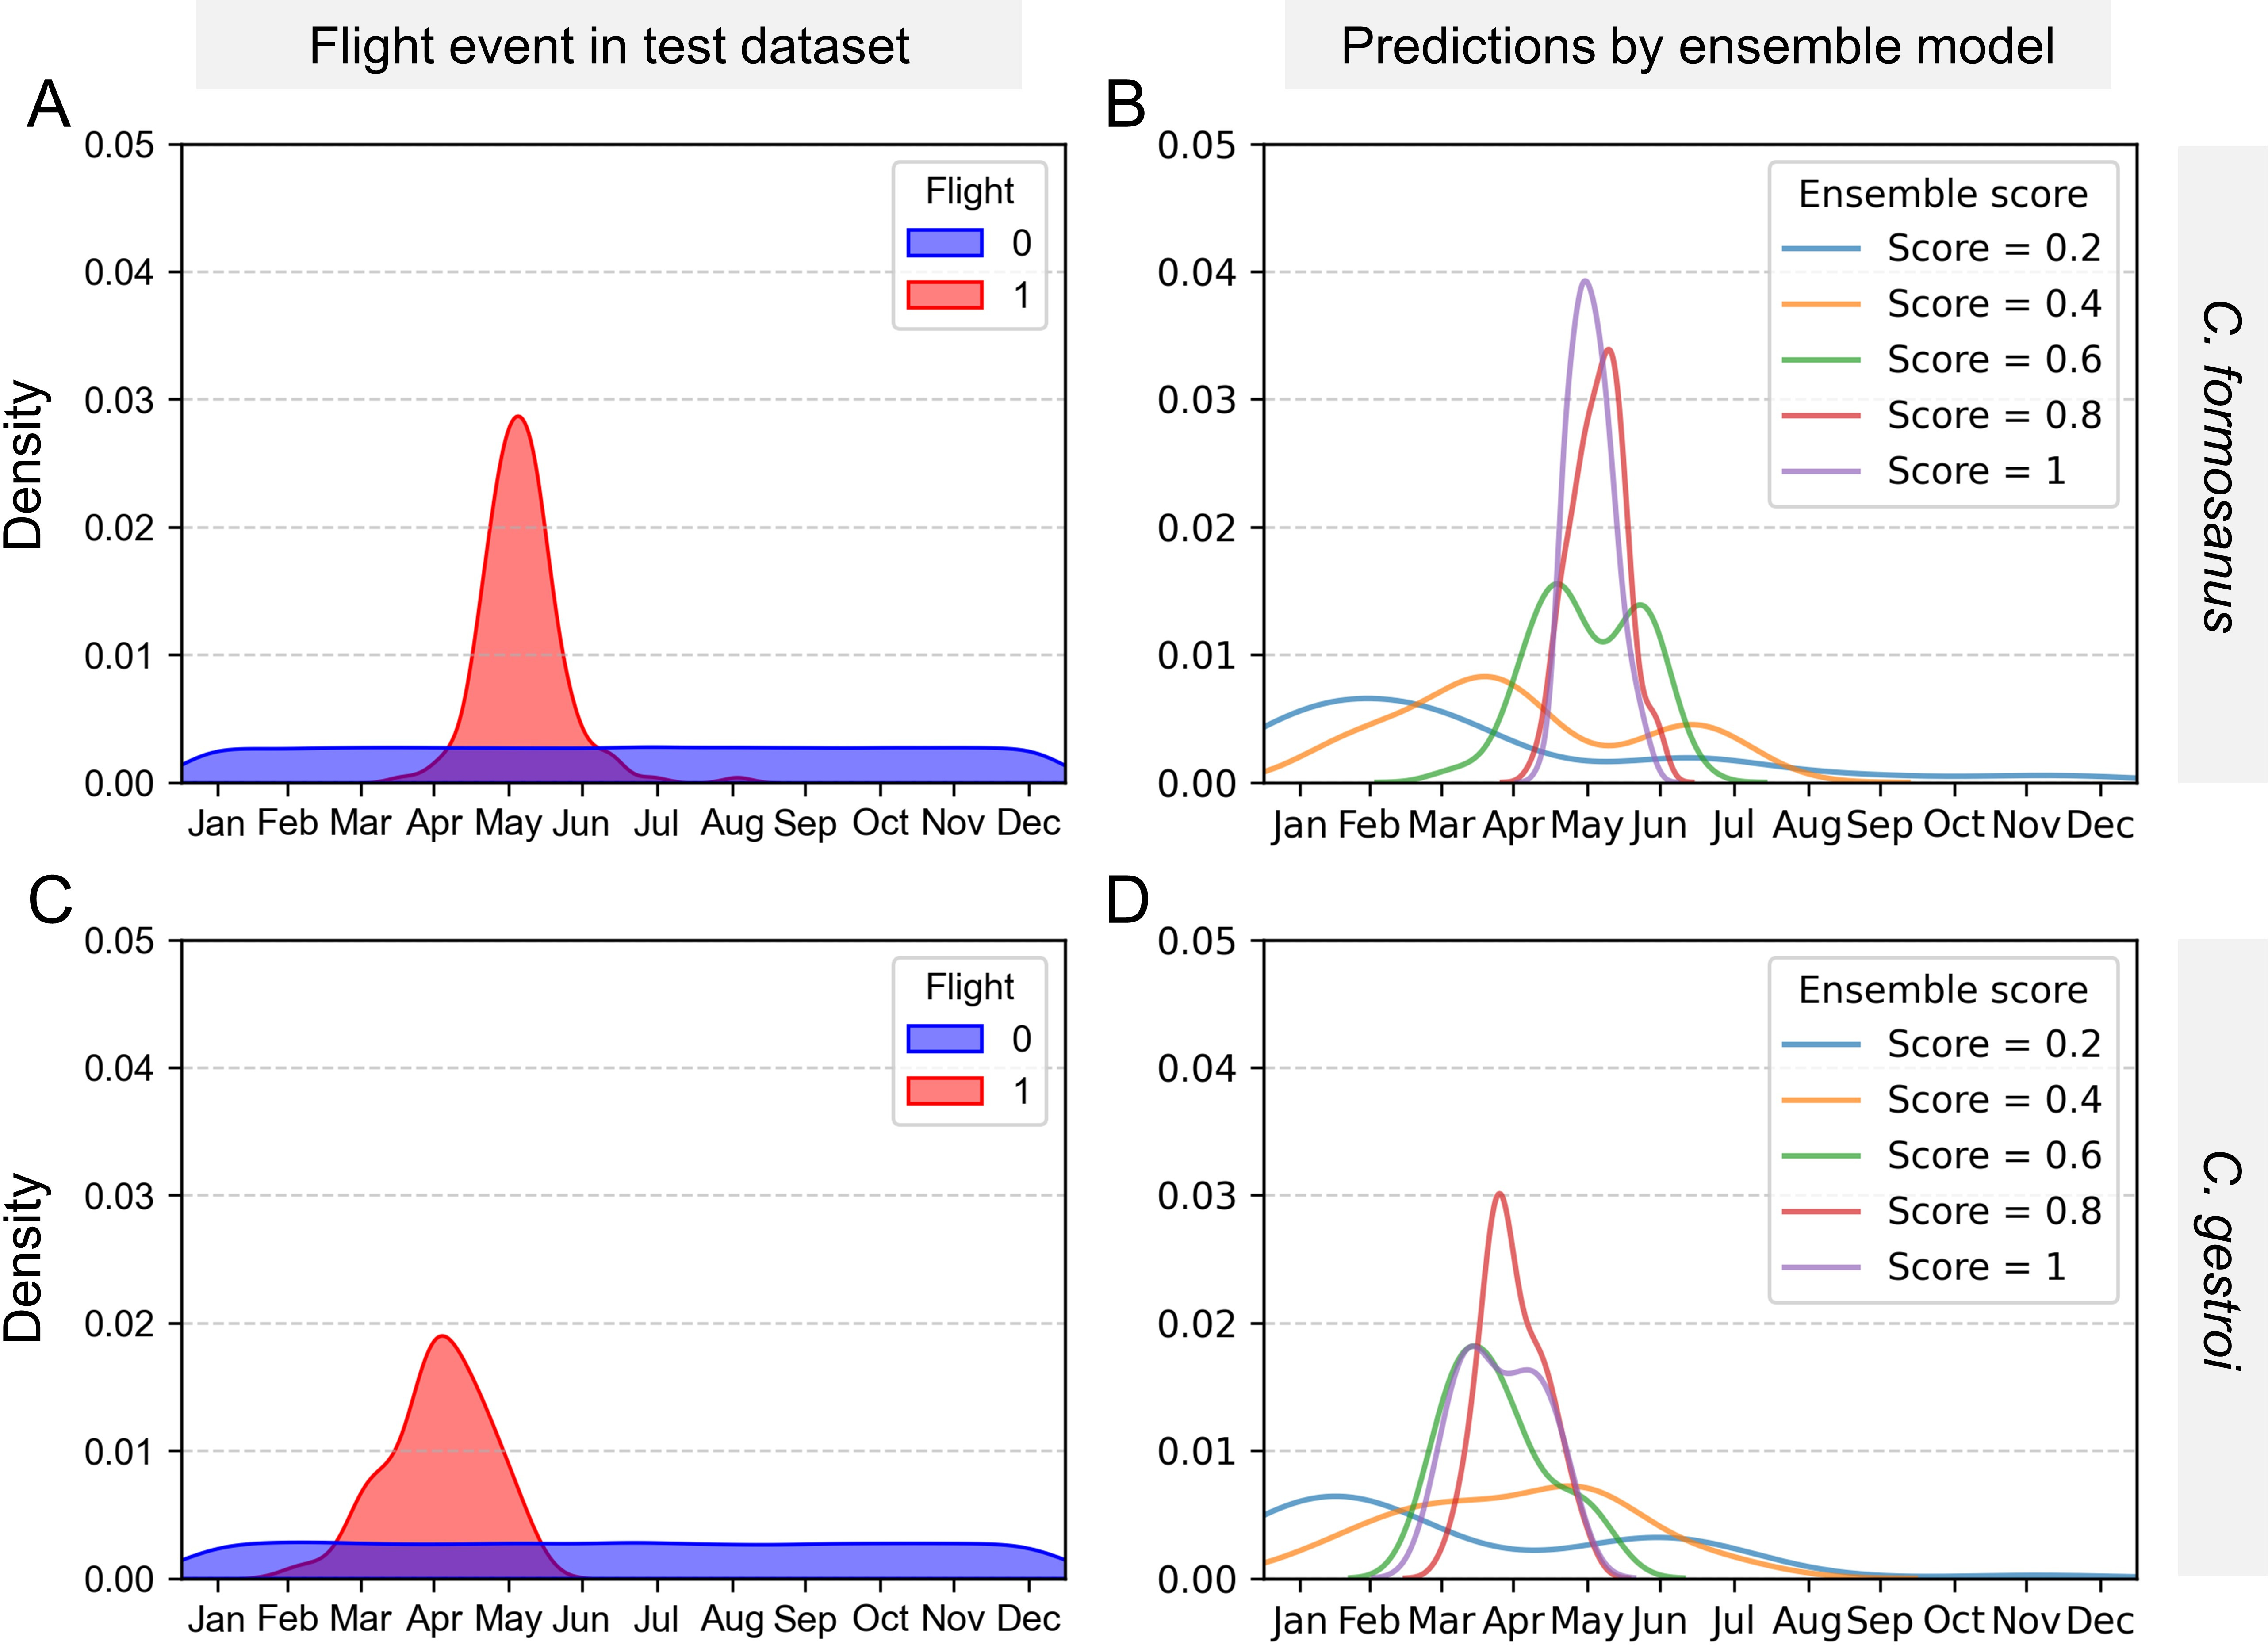 Flight event in test dataset
Predictions by ensemble model
A
0.05
0.04
0.03
0.02
0.01
0.00
Density
Flight
0
1
Jan Feb Mar Apr May Jun Jul Aug Sep Oct Nov Dec
B
0.05
0.04
0.03
0.02
0.01
0.00
Ensemble score
Score = 0.2
Score = 0.4
Score = 0.6
Score = 0.8
Score = 1
Jan Feb Mar Apr May Jun Jul Aug Sep Oct Nov Dec
C. formosanus
C
0.05
0.04
0.03
0.02
0.01
0.00
Density
Flight
0
1
Jan Feb Mar Apr May Jun Jul Aug Sep Oct Nov Dec
D
0.05
0.04
0.03
0.02
0.01
0.00
Ensemble score
Score = 0.2
Score = 0.4
Score = 0.6
Score = 0.8
Score = 1
Jan Feb Mar Apr May Jun Jul Aug Sep Oct Nov Dec
C. gestroi